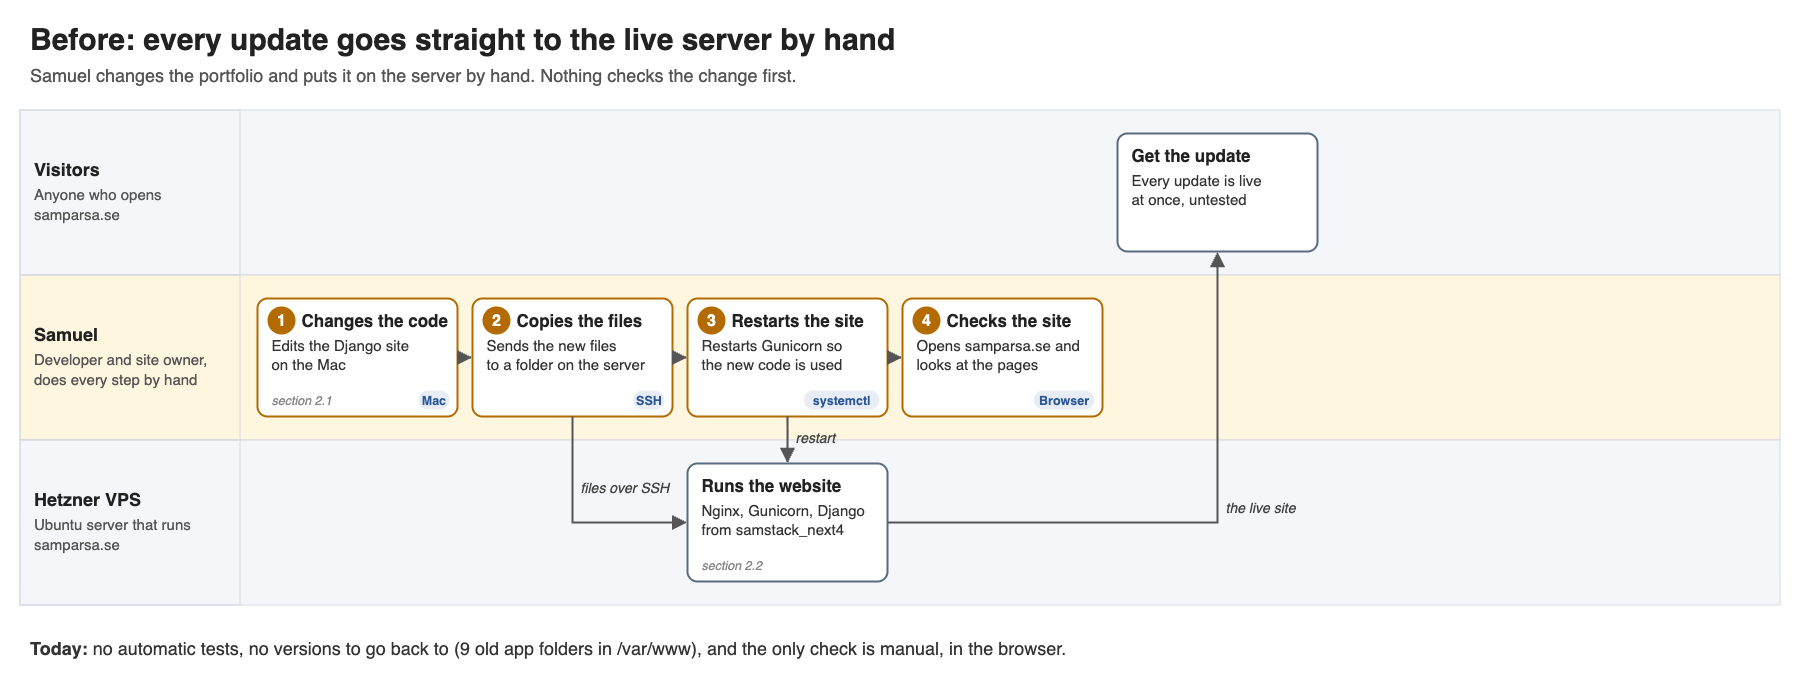 Before: every update goes straight to the live server by hand
Samuel changes the portfolio and puts it on the server by hand. Nothing checks the change first.
Visitors
Anyone who opens
samparsa.se
Get the update
Every update is live
at once, untested
Samuel
Developer and site owner,
does every step by hand
1 Changes the code
Edits the Django site
on the Mac
section 2.1
Mac
2 Copies the files
Sends the new files
to a folder on the server
SSH
3 Restarts the site
Restarts Gunicorn so
the new code is used
systemctl
4 Checks the site
Opens samparsa.se and
looks at the pages
Browser
restart
files over SSH
Hetzner VPS
Ubuntu server that runs
samparsa.se
Runs the website
Nginx, Gunicorn, Django
from samstack_next4
section 2.2
the live site
Today: no automatic tests, no versions to go back to (9 old app folders in /var/www), and the only check is manual, in the browser.